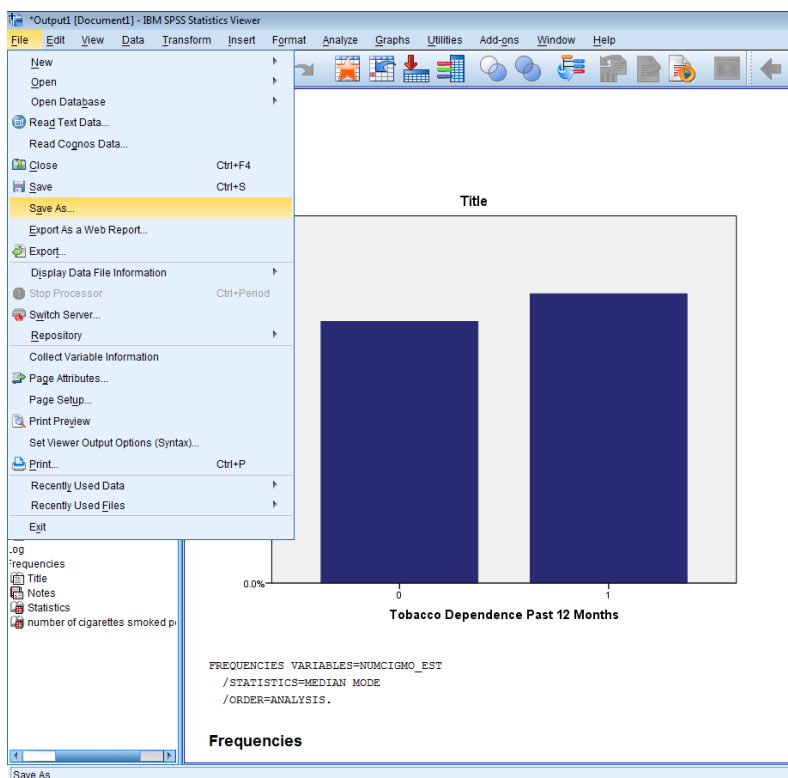 *Output1 [Document1] - IBM SPSS Statistics Viewer
File Edit View Data Transform Insert Format Analyze Graphs Utilities Add-ons Window Help
New
Open
Open Database
Read Text Data...
Read Cognos Data...
Close Ctrl+F4
Save Ctrl+S
Save As...
Export As a Web Report...
Export...
Display Data File Information
Stop Processor Ctrl+Period
Switch Server...
Repository
Collect Variable Information
Page Attributes...
Page Setup...
Print Preview
Set Viewer Output Options (Syntax)...
Print... Ctrl+P
Recently Used Data
Recently Used Files
Exit
Log
Frequencies
Title
Notes
Statistics
number of cigarettes smoked p
Title
0.0%
0 1
Tobacco Dependence Past 12 Months
FREQUENCIES VARIABLES=NUMCIGMO_EST
/STATISTICS=MEDIAN MODE
/ORDER=ANALYSIS.
Frequencies
Save As